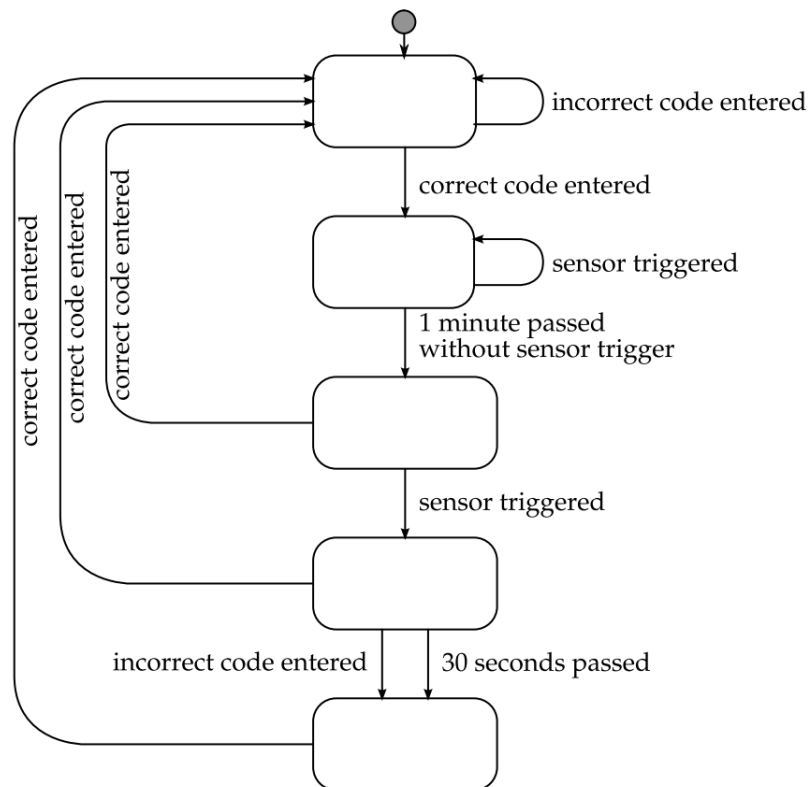 incorrect code entered
correct code entered
sensor triggered
1 minute passed
without sensor trigger
correct code entered
correct code entered
correct code entered
sensor triggered
incorrect code entered
30 seconds passed